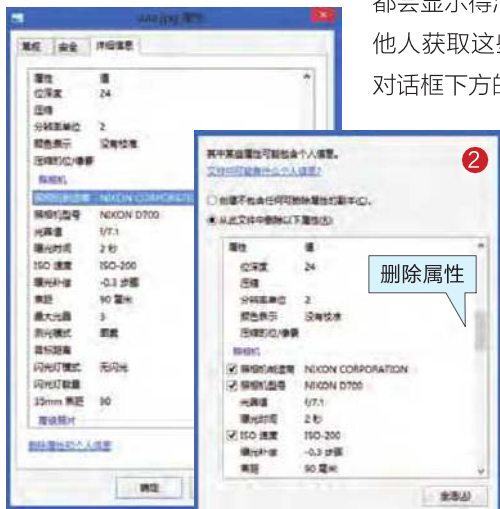 都会显示得
他人获取这些
对话框下方的
.jpg 属性
常规 安全 详细信息
属性 值
位深度 24
压缩
分辨率单位 2
颜色表示 没有校准
压缩的位/像素
照相机
照相机制造商 NIKON CORPORATION
照相机型号 NIKON D700
光圈值 f/7.1
曝光时间 2 秒
ISO 速度 ISO-200
曝光补偿 -0.3 步骤
焦距 90 毫米
最大光圈 3
测光模式 图案
目标距离
闪光灯模式 无闪光
闪光灯能量
35mm 焦距 90
高级照片
删除属性和个人信息
确定
2
其中某些属性可能包含个人信息。
文件中可能有什么个人信息?
创建不包含任何可删除属性的副本(C)。
从此文件中删除以下属性(R):
属性 值
位深度 24
压缩
分辨率单位 2
颜色表示 没有校准
压缩的位/像素
照相机
照相机制造商 NIKON CORPORATION
照相机型号 NIKON D700
光圈值 f/7.1
曝光时间 2 秒
ISO 速度 ISO-200
曝光补偿 -0.3 步骤
焦距 90 毫米
全选(A)
删除属性